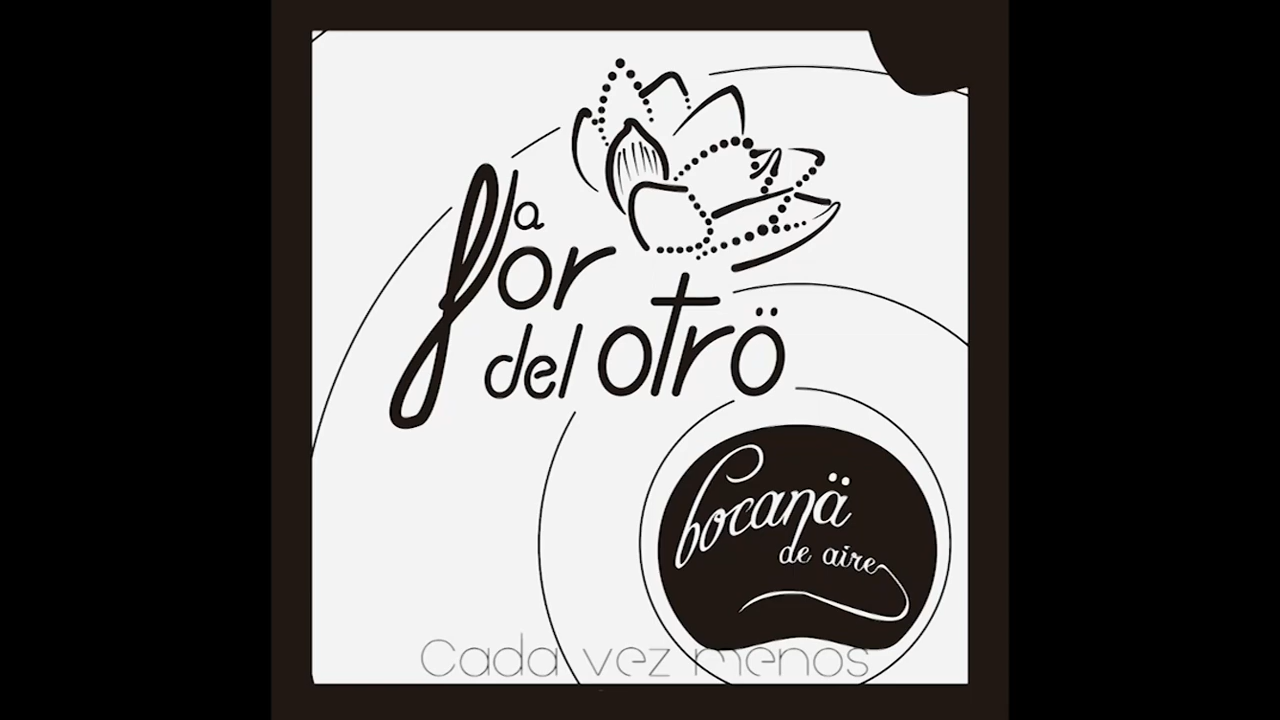 la flor
del otrö
bocanä
de aire
Cada vez menos